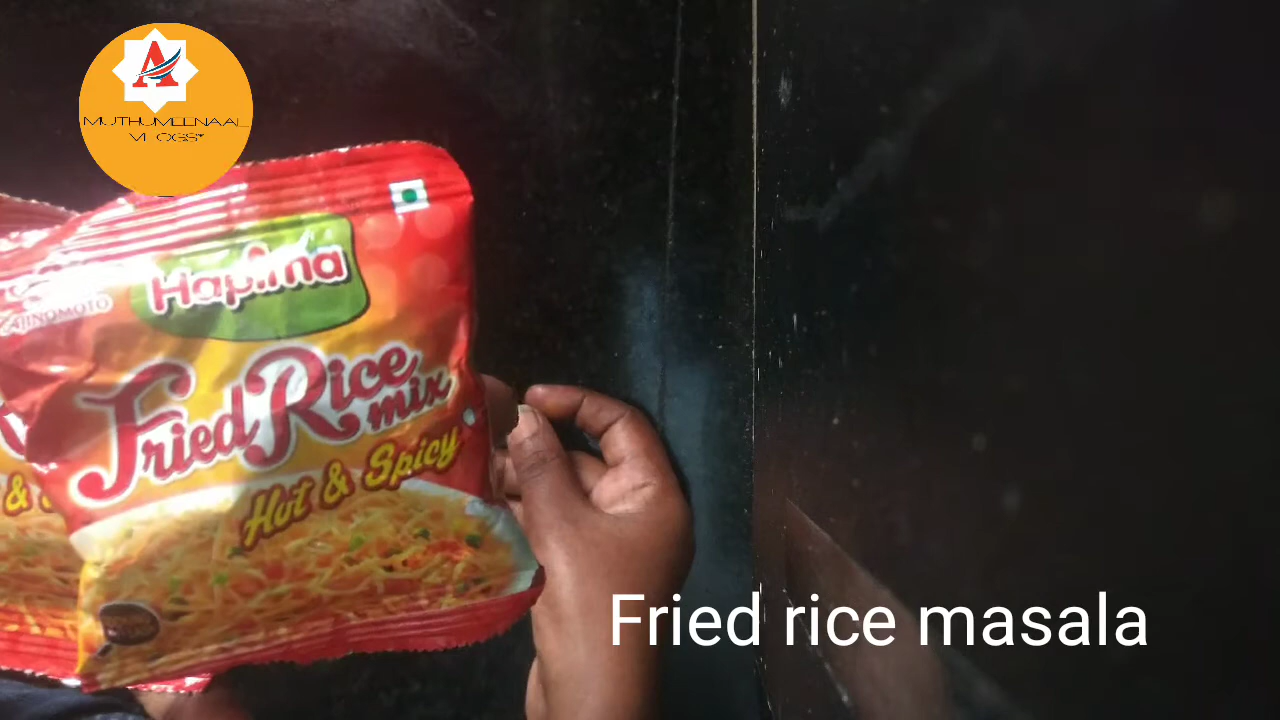 A
MUTHUMEENAAL
VLOGS*
Hapima
AJINOMOTO
Fried Rice
mix
Hot & Spicy
&
Fried rice masala